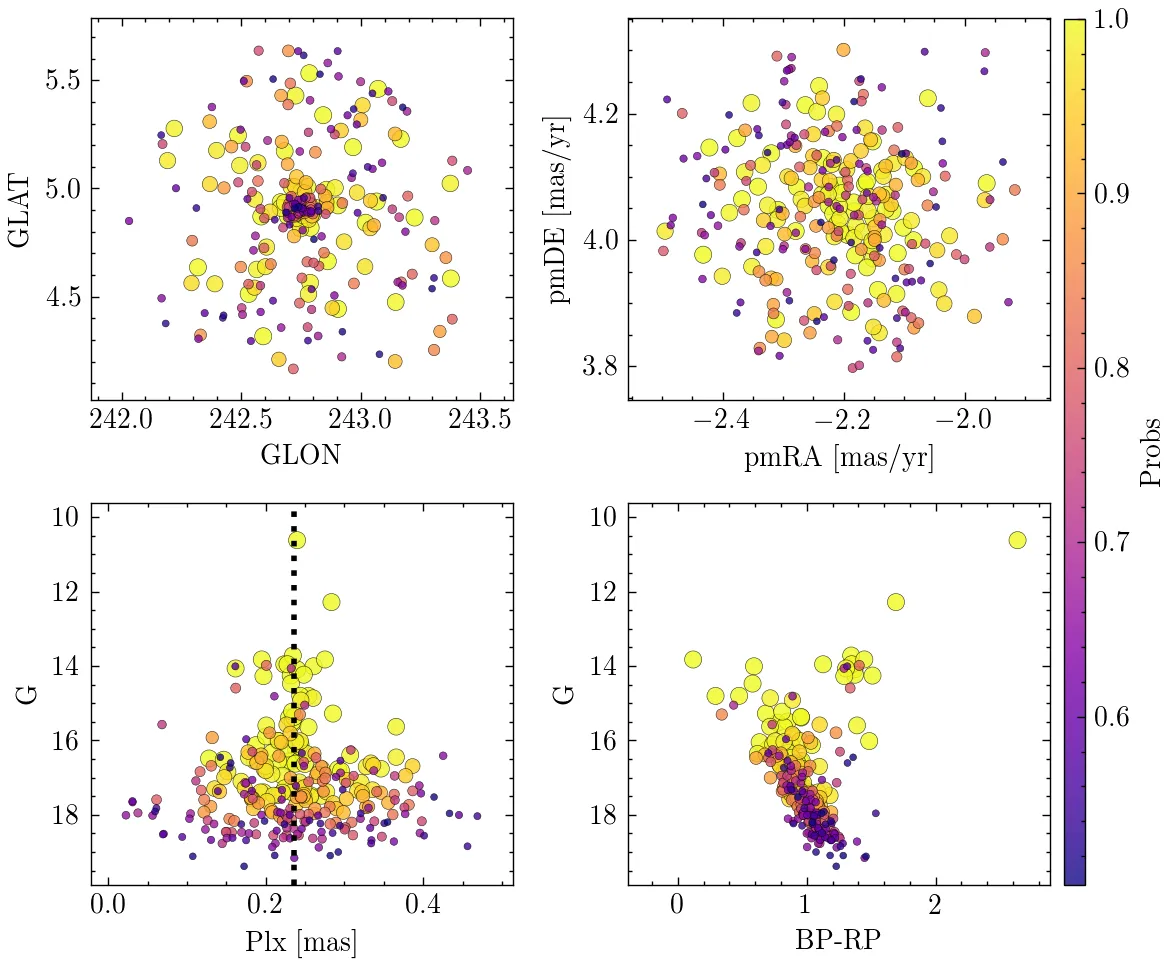 5.5
5.0
4.5
GLAT
242.0 242.5 243.0 243.5
GLON
4.2
4.0
3.8
pmDE [mas/yr]
−2.4 −2.2 −2.0
pmRA [mas/yr]
1.0
0.9
0.8
0.7
0.6
Probs
10
12
14
16
18
G
0.0 0.2 0.4
Plx [mas]
10
12
14
16
18
G
0 1 2
BP-RP